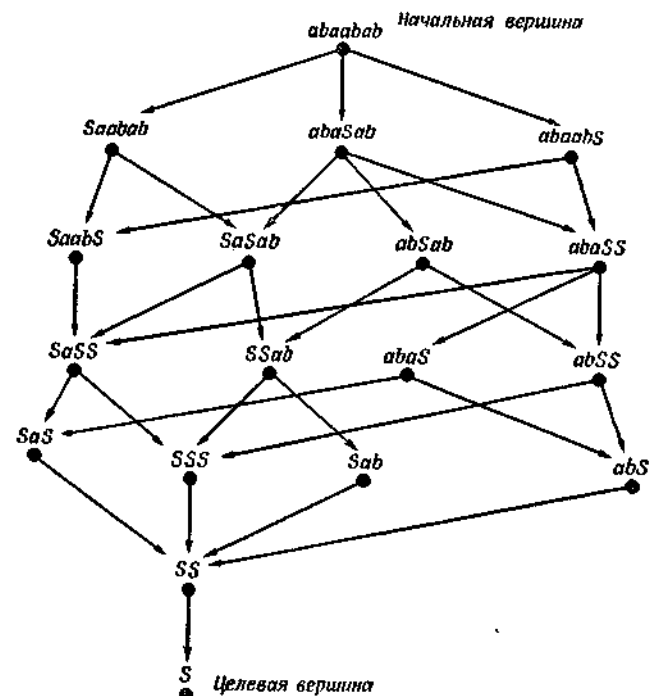 Начальная вершина
abaabab
Saabab abaSab abaabS
SaabS SaSab abSab abaSS
SaSS SSab abaS abSS
SaS SSS Sab abS
SS
S
Целевая вершина